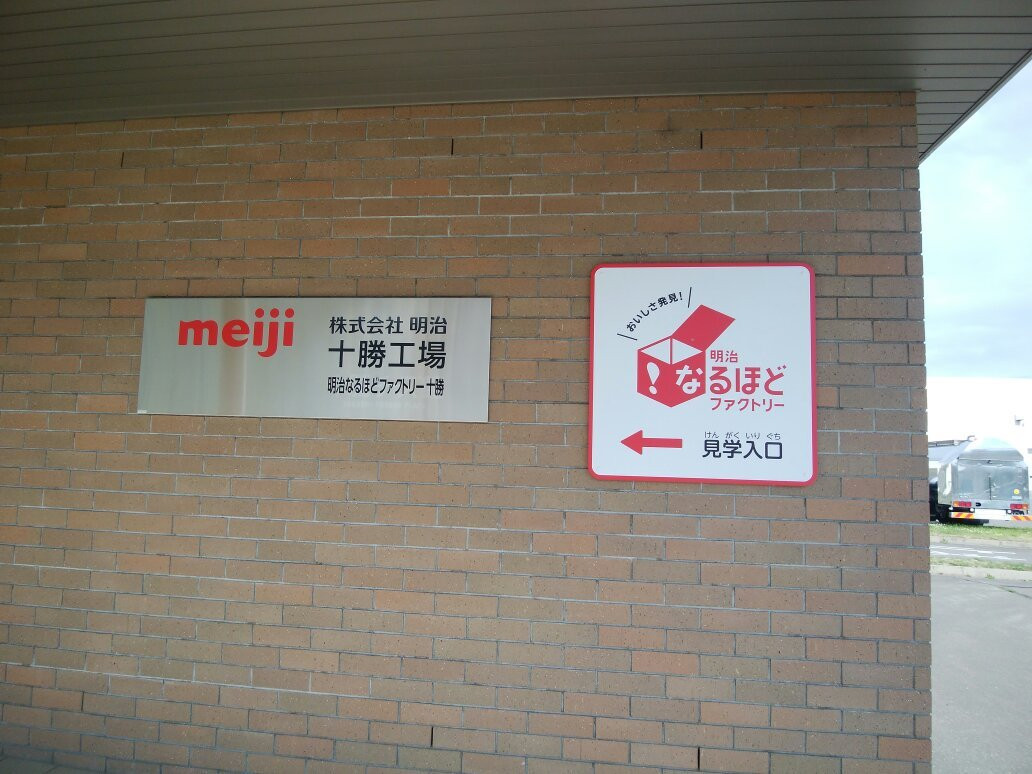 meiji
株式会社 明治
十勝工場
明治なるほどファクトリー十勝
おいしさ発見!
明治
!なるほど
ファクトリー
けん がく いり ぐち
見学入口